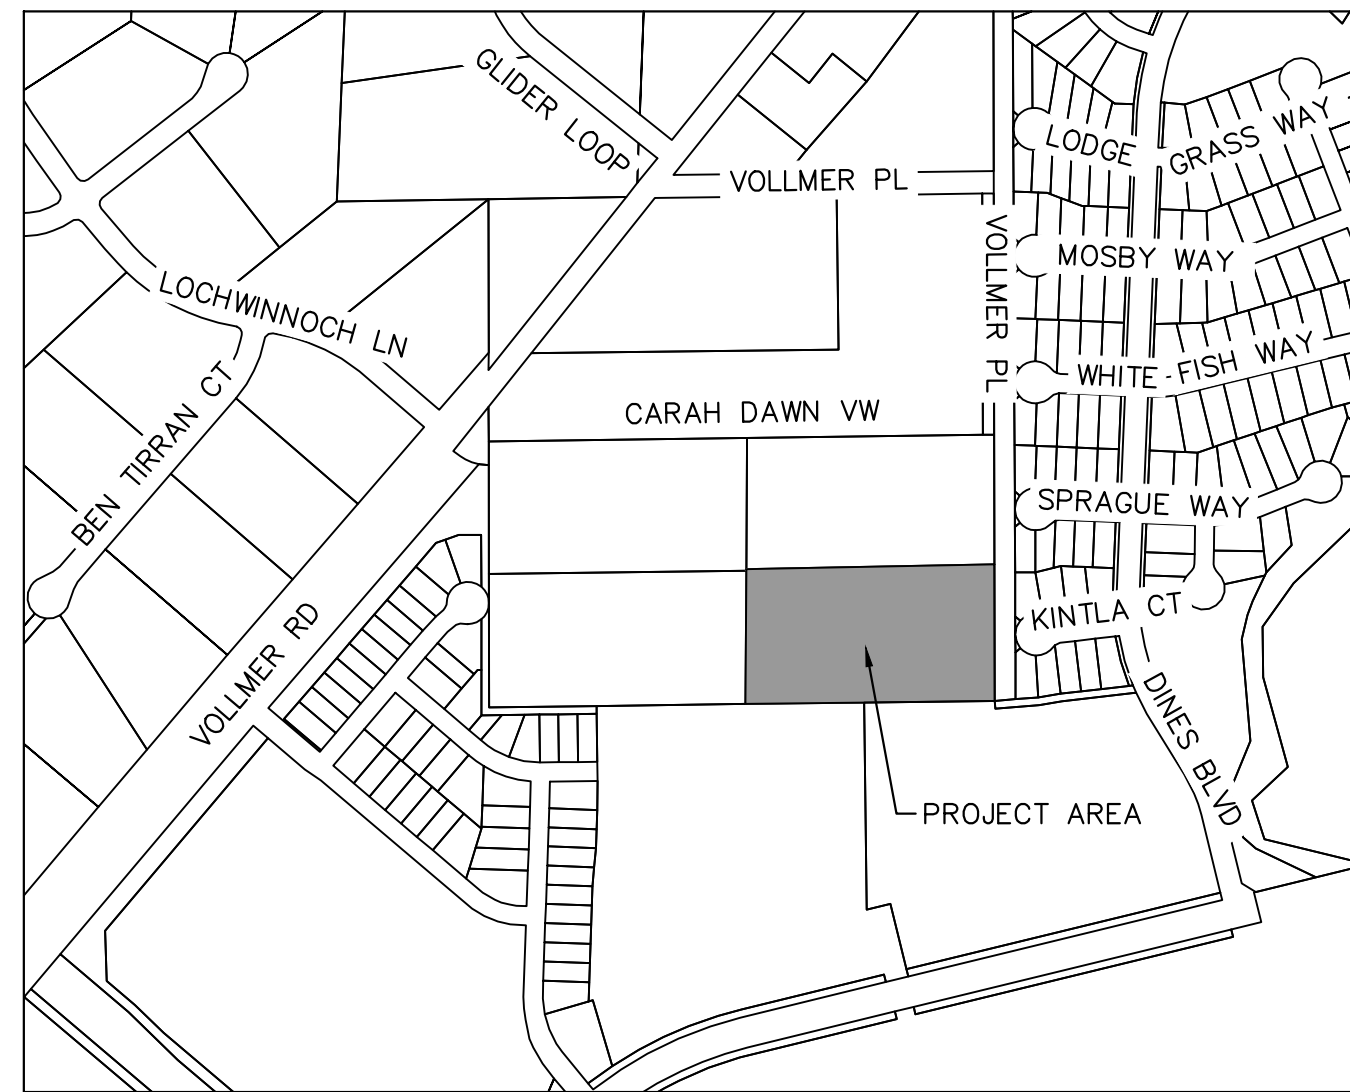 GLIDER LOOP
LODGE GRASS WAY
VOLLMER PL
VOLLMER PL
MOSBY WAY
LOCHWINNOCH LN
WHITE-FISH WAY
BEN TIRRAN CT
CARAH DAWN VW
SPRAGUE WAY
KINTLA CT
VOLLMER RD
DINES BLVD
PROJECT AREA